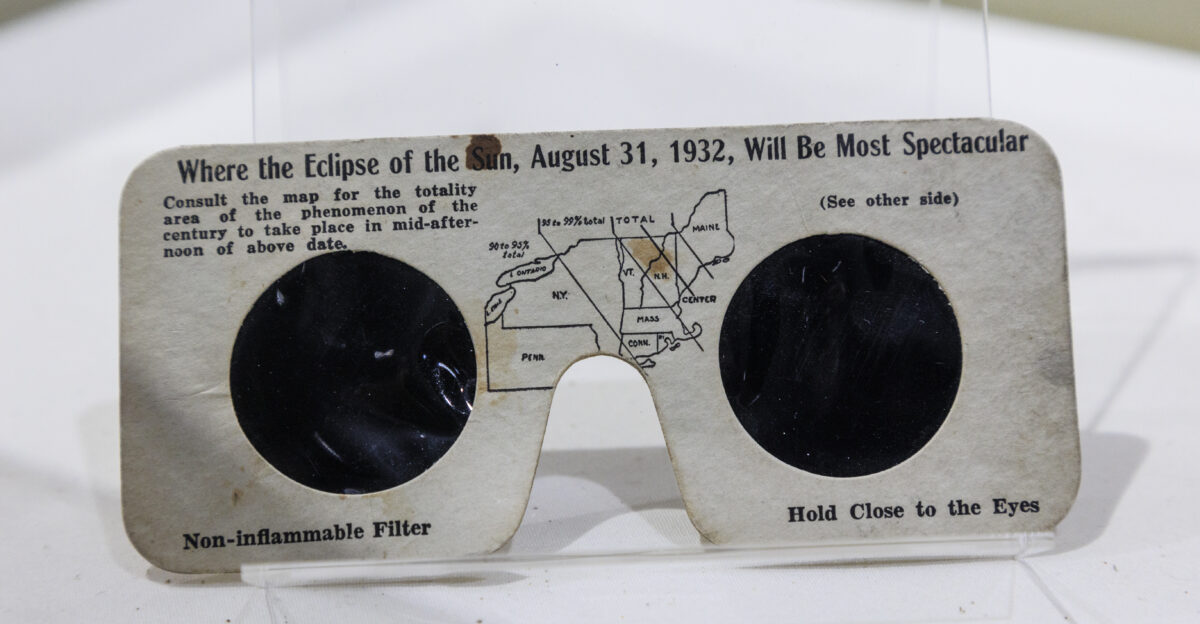 Where the Eclipse of the Sun, August 31, 1932, Will Be Most Spectacular
Consult the map for the totality
area of the phenomenon of the
century to take place in mid-after-
noon of above date.
(See other side)
95 to 99% total
TOTAL
90 to 95%
total
MAINE
ONTARIO
VT.
N.H.
N.Y.
CENTER
MASS
CONN.
PENN.
Non-inflammable Filter
Hold Close to the Eyes